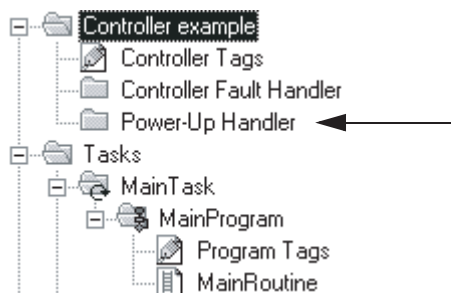 Controller example
Controller Tags
Controller Fault Handler
Power-Up Handler
Tasks
MainTask
MainProgram
Program Tags
MainRoutine